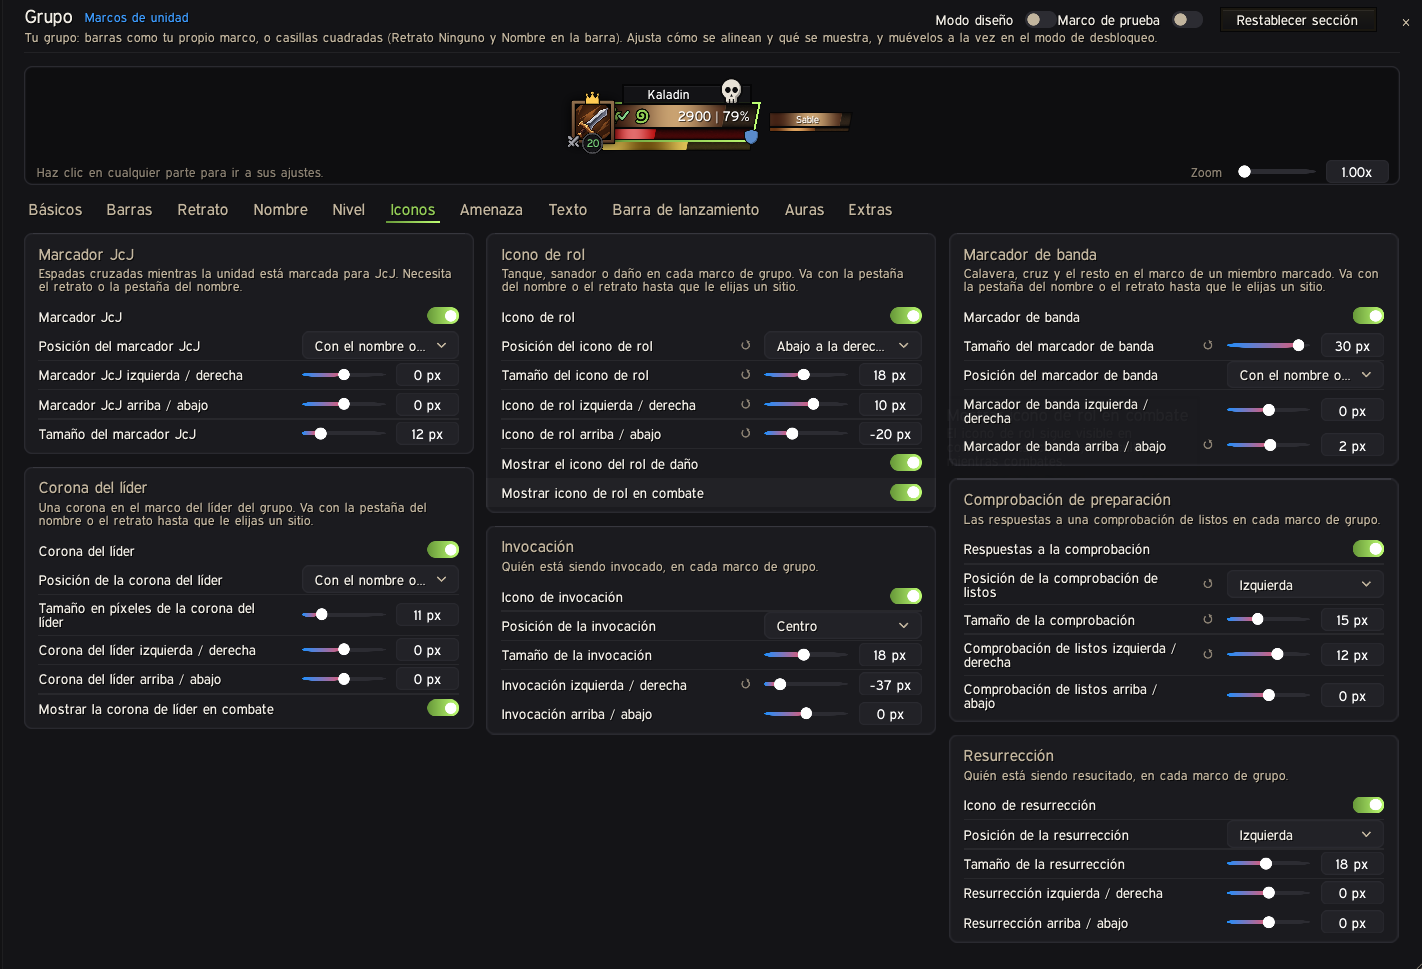 Grupo Marcos de unidad
Modo diseño Marco de prueba Restablecer sección
Tu grupo: barras como tu propio marco, o casillas cuadradas (Retrato Ninguno y Nombre en la barra). Ajusta cómo se alinean y qué se muestra, y muévelos a la vez en el modo de desbloqueo.
Kaladin
2900 | 79%
Sable
20
Haz clic en cualquier parte para ir a sus ajustes.
Zoom 1.00x
Básicos Barras Retrato Nombre Nivel Iconos Amenaza Texto Barra de lanzamiento Auras Extras
Marcador JcJ
Espadas cruzadas mientras la unidad está marcada para JcJ. Necesita
el retrato o la pestaña del nombre.
Marcador JcJ
Posición del marcador JcJ Con el nombre o...
Marcador JcJ izquierda / derecha 0 px
Marcador JcJ arriba / abajo 0 px
Tamaño del marcador JcJ 12 px
Corona del líder
Una corona en el marco del líder del grupo. Va con la pestaña del
nombre o el retrato hasta que le elijas un sitio.
Corona del líder
Posición de la corona del líder Con el nombre o...
Tamaño en píxeles de la corona del
líder 11 px
Corona del líder izquierda / derecha 0 px
Corona del líder arriba / abajo 0 px
Mostrar la corona de líder en combate
Icono de rol
Tanque, sanador o daño en cada marco de grupo. Va con la pestaña
del nombre o el retrato hasta que le elijas un sitio.
Icono de rol
Posición del icono de rol Abajo a la derec...
Tamaño del icono de rol 18 px
Icono de rol izquierda / derecha 10 px
Icono de rol arriba / abajo -20 px
Mostrar el icono del rol de daño
Mostrar icono de rol en combate
Invocación
Quién está siendo invocado, en cada marco de grupo.
Icono de invocación
Posición de la invocación Centro
Tamaño de la invocación 18 px
Invocación izquierda / derecha -37 px
Invocación arriba / abajo 0 px
Marcador de banda
Calavera, cruz y el resto en el marco de un miembro marcado. Va con
la pestaña del nombre o el retrato hasta que le elijas un sitio.
Marcador de banda
Tamaño del marcador de banda 30 px
Posición del marcador de banda Con el nombre o...
Marcador de banda izquierda /
derecha 0 px
Marcador de banda arriba / abajo 2 px
Comprobación de preparación
Las respuestas a una comprobación de listos en cada marco de grupo.
Respuestas a la comprobación
Posición de la comprobación de
listos Izquierda
Tamaño de la comprobación 15 px
Comprobación de listos izquierda /
derecha 12 px
Comprobación de listos arriba /
abajo 0 px
Resurrección
Quién está siendo resucitado, en cada marco de grupo.
Icono de resurrección
Posición de la resurrección Izquierda
Tamaño de la resurrección 18 px
Resurrección izquierda / derecha 0 px
Resurrección arriba / abajo 0 px